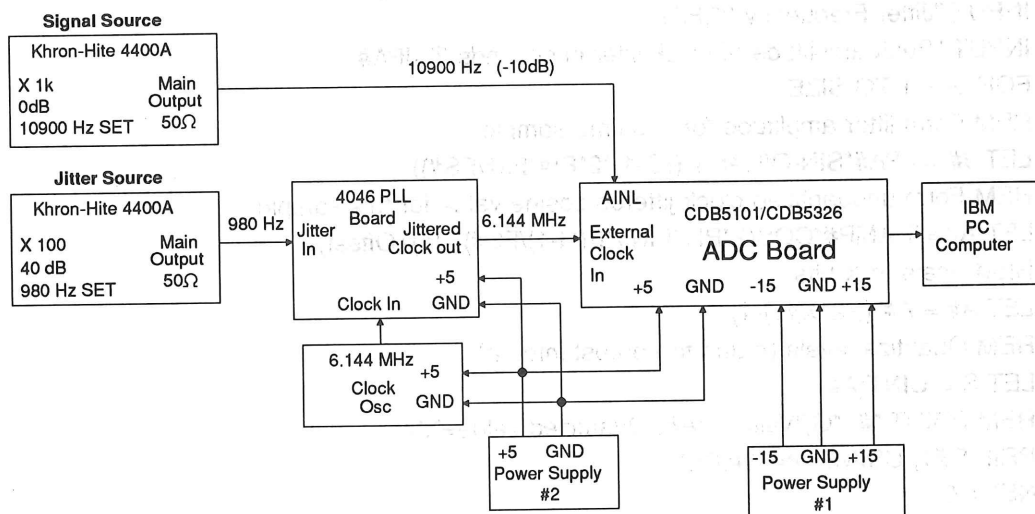 Signal Source
Khron-Hite 4400A
X 1k
0dB
10900 Hz SET
Main
Output
50Ω
10900 Hz (-10dB)
Jitter Source
Khron-Hite 4400A
X 100
40 dB
980 Hz SET
Main
Output
50Ω
980 Hz
4046 PLL
Board
Jitter
In
Jittered
Clock out
+5
GND
Clock In
6.144 MHz
AINL
CDB5101/CDB5326
ADC Board
External
Clock
In
+5
GND
-15
GND
+15
IBM
PC
Computer
6.144 MHz
+5
Clock
Osc
GND
+5
GND
Power Supply
#2
-15
GND
+15
Power Supply
#1